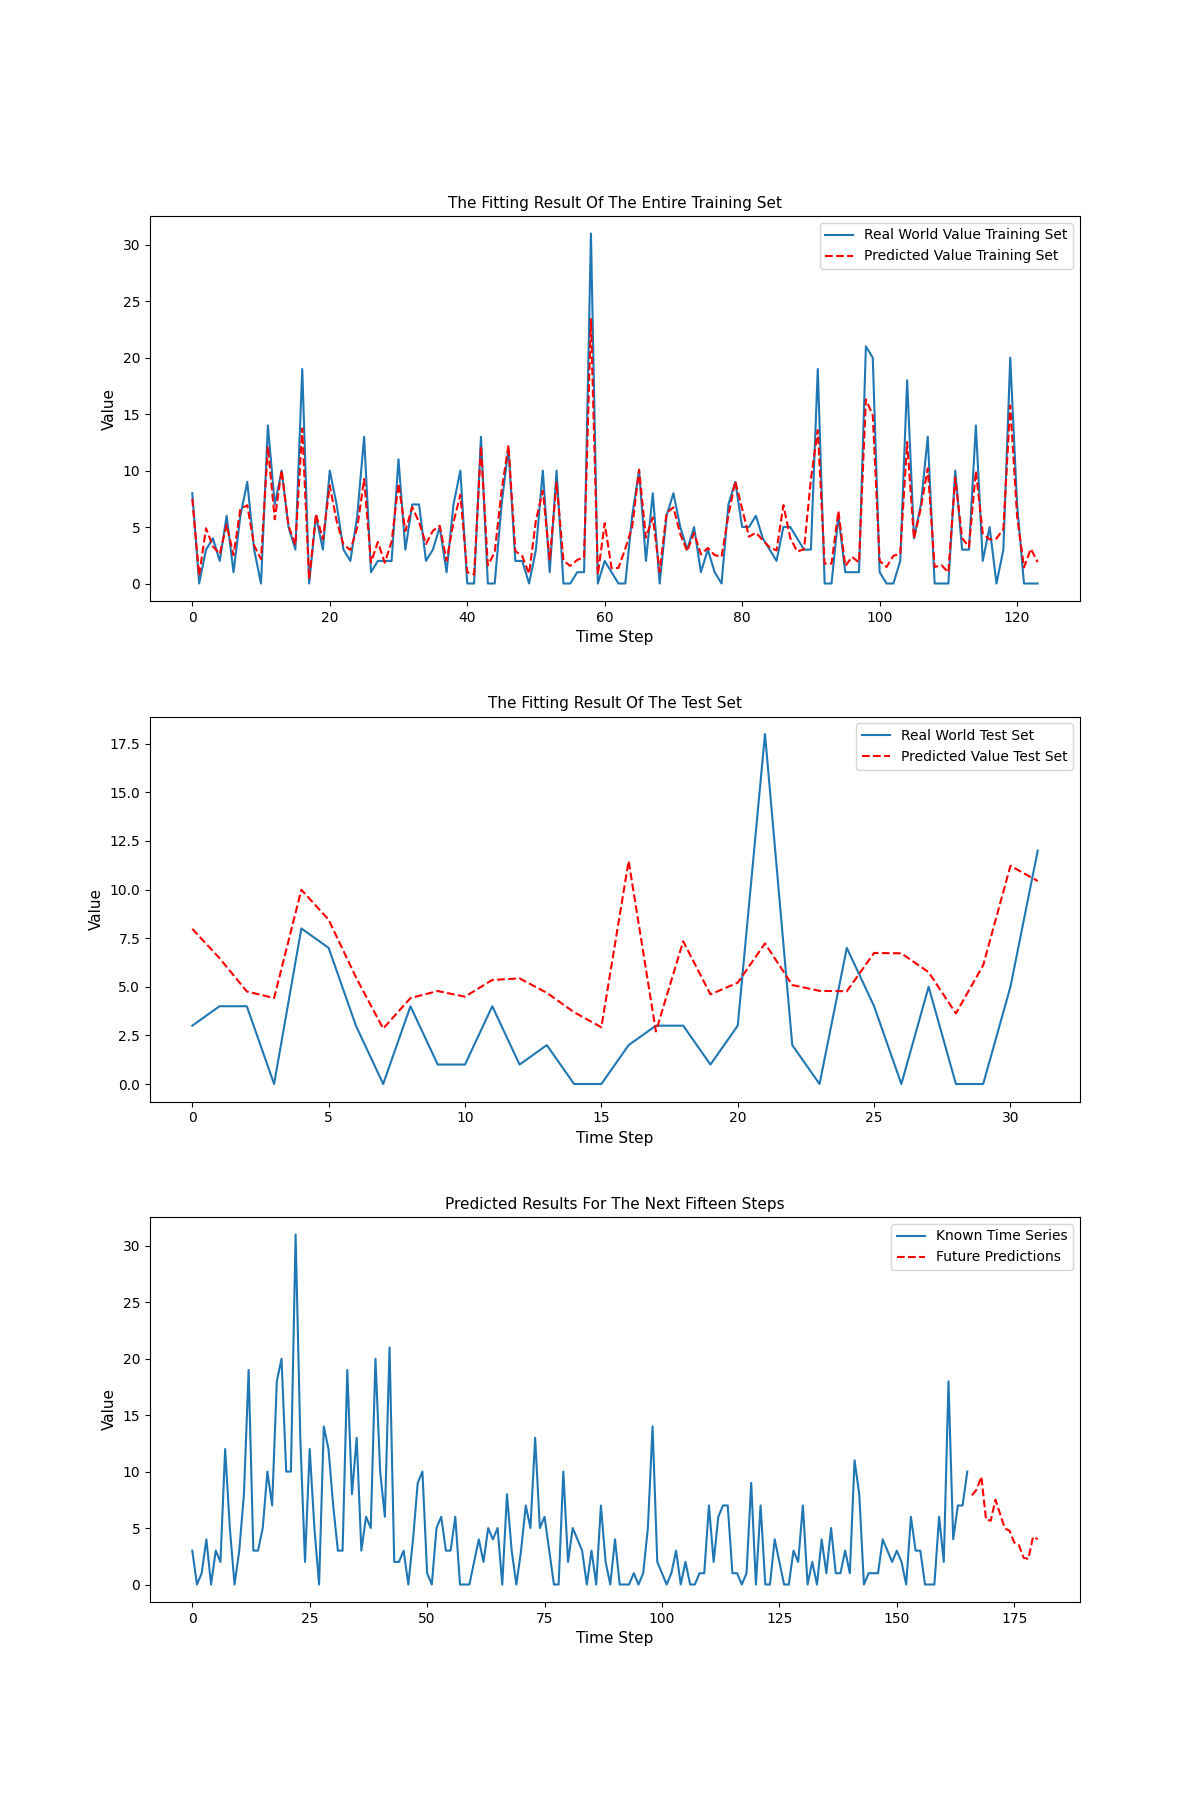 The Fitting Result Of The Entire Training Set
Real World Value Training Set
Predicted Value Training Set
30
25
20
15
10
5
0
Value
0 20 40 60 80 100 120
Time Step
The Fitting Result Of The Test Set
Real World Test Set
Predicted Value Test Set
17.5
15.0
12.5
10.0
7.5
5.0
2.5
0.0
Value
0 5 10 15 20 25 30
Time Step
Predicted Results For The Next Fifteen Steps
Known Time Series
Future Predictions
30
25
20
15
10
5
0
Value
0 25 50 75 100 125 150 175
Time Step